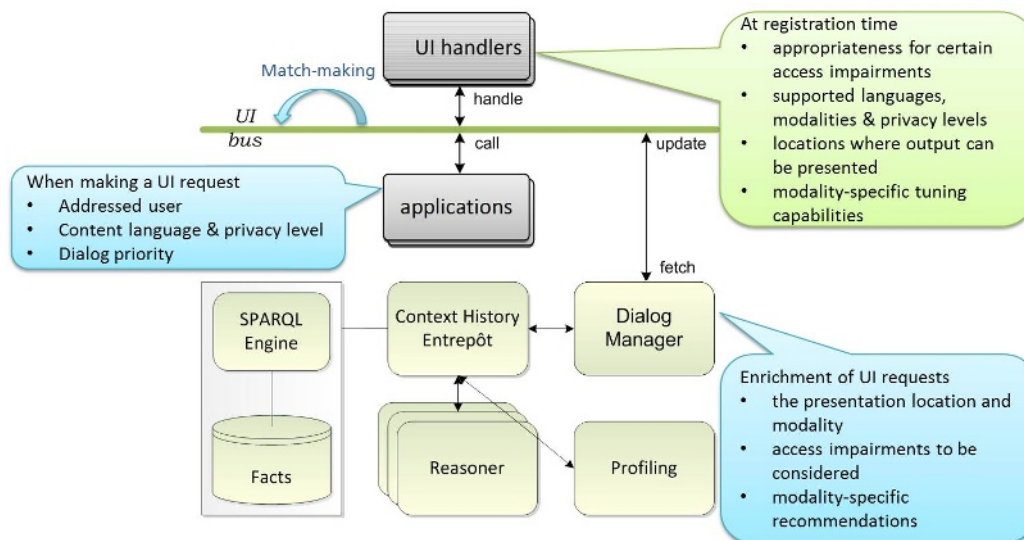 UI handlers
Match-making
handle
UI
bus
call
update
At registration time
• appropriateness for certain
access impairments
• supported languages,
modalities & privacy levels
• locations where output can
be presented
• modality-specific tuning
capabilities
When making a UI request
• Addressed user
• Content language & privacy level
• Dialog priority
applications
fetch
SPARQL
Engine
Context History
Entrepôt
Dialog
Manager
Facts
Reasoner
Profiling
Enrichment of UI requests
• the presentation location and
modality
• access impairments to be
considered
• modality-specific
recommendations